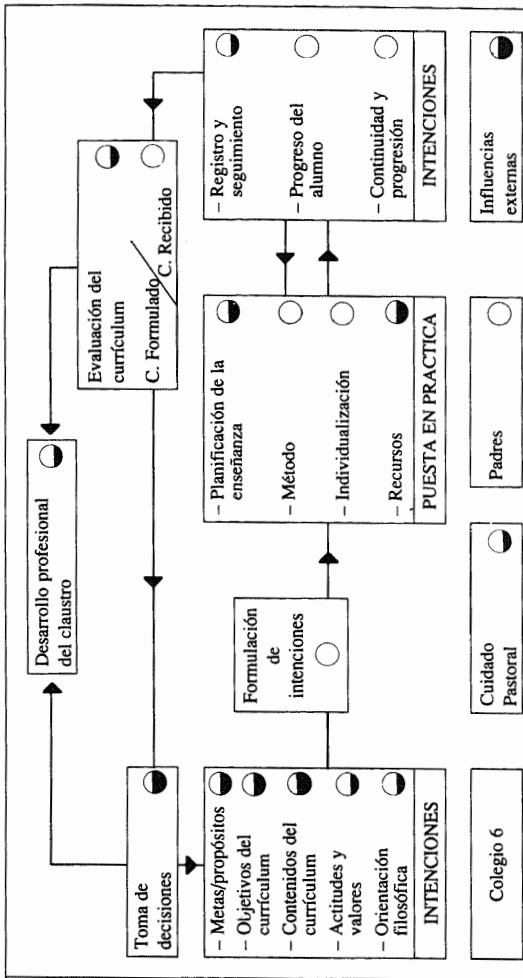 Desarrollo profesional
del claustro
Toma de
decisiones
Evaluación del
currículum
C. Formulado
C. Recibido
– Metas/propósitos
– Objetivos del
currículum
– Contenidos del
currículum
– Actitudes y
valores
– Orientación
filosófica
INTENCIONES
Formulación
de
intenciones
– Planificación de la
enseñanza
– Método
– Individualización
– Recursos
PUESTA EN PRACTICA
– Registro y
seguimiento
– Progreso del
alumno
– Continuidad y
progresión
INTENCIONES
Colegio 6
Cuidado
Pastoral
Padres
Influencias
externas